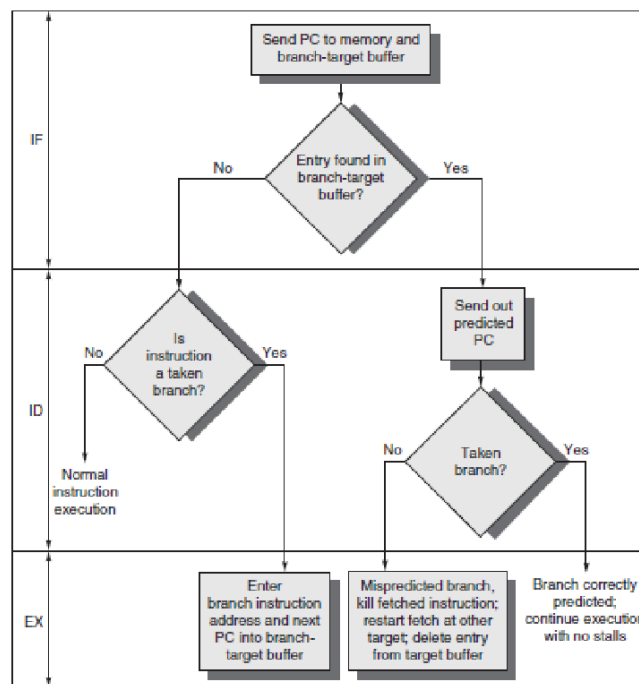 Send PC to memory and
branch-target buffer
IF
No
Entry found in
branch-target
buffer?
Yes
Send out
predicted
PC
No
Is
instruction
a taken
branch?
Yes
ID
No
Taken
branch?
Yes
Normal
instruction
execution
EX
Enter
branch instruction
address and next
PC into branch-
target buffer
Mispredicted branch,
kill fetched instruction;
restart fetch at other
target; delete entry
from target buffer
Branch correctly
predicted;
continue execution
with no stalls